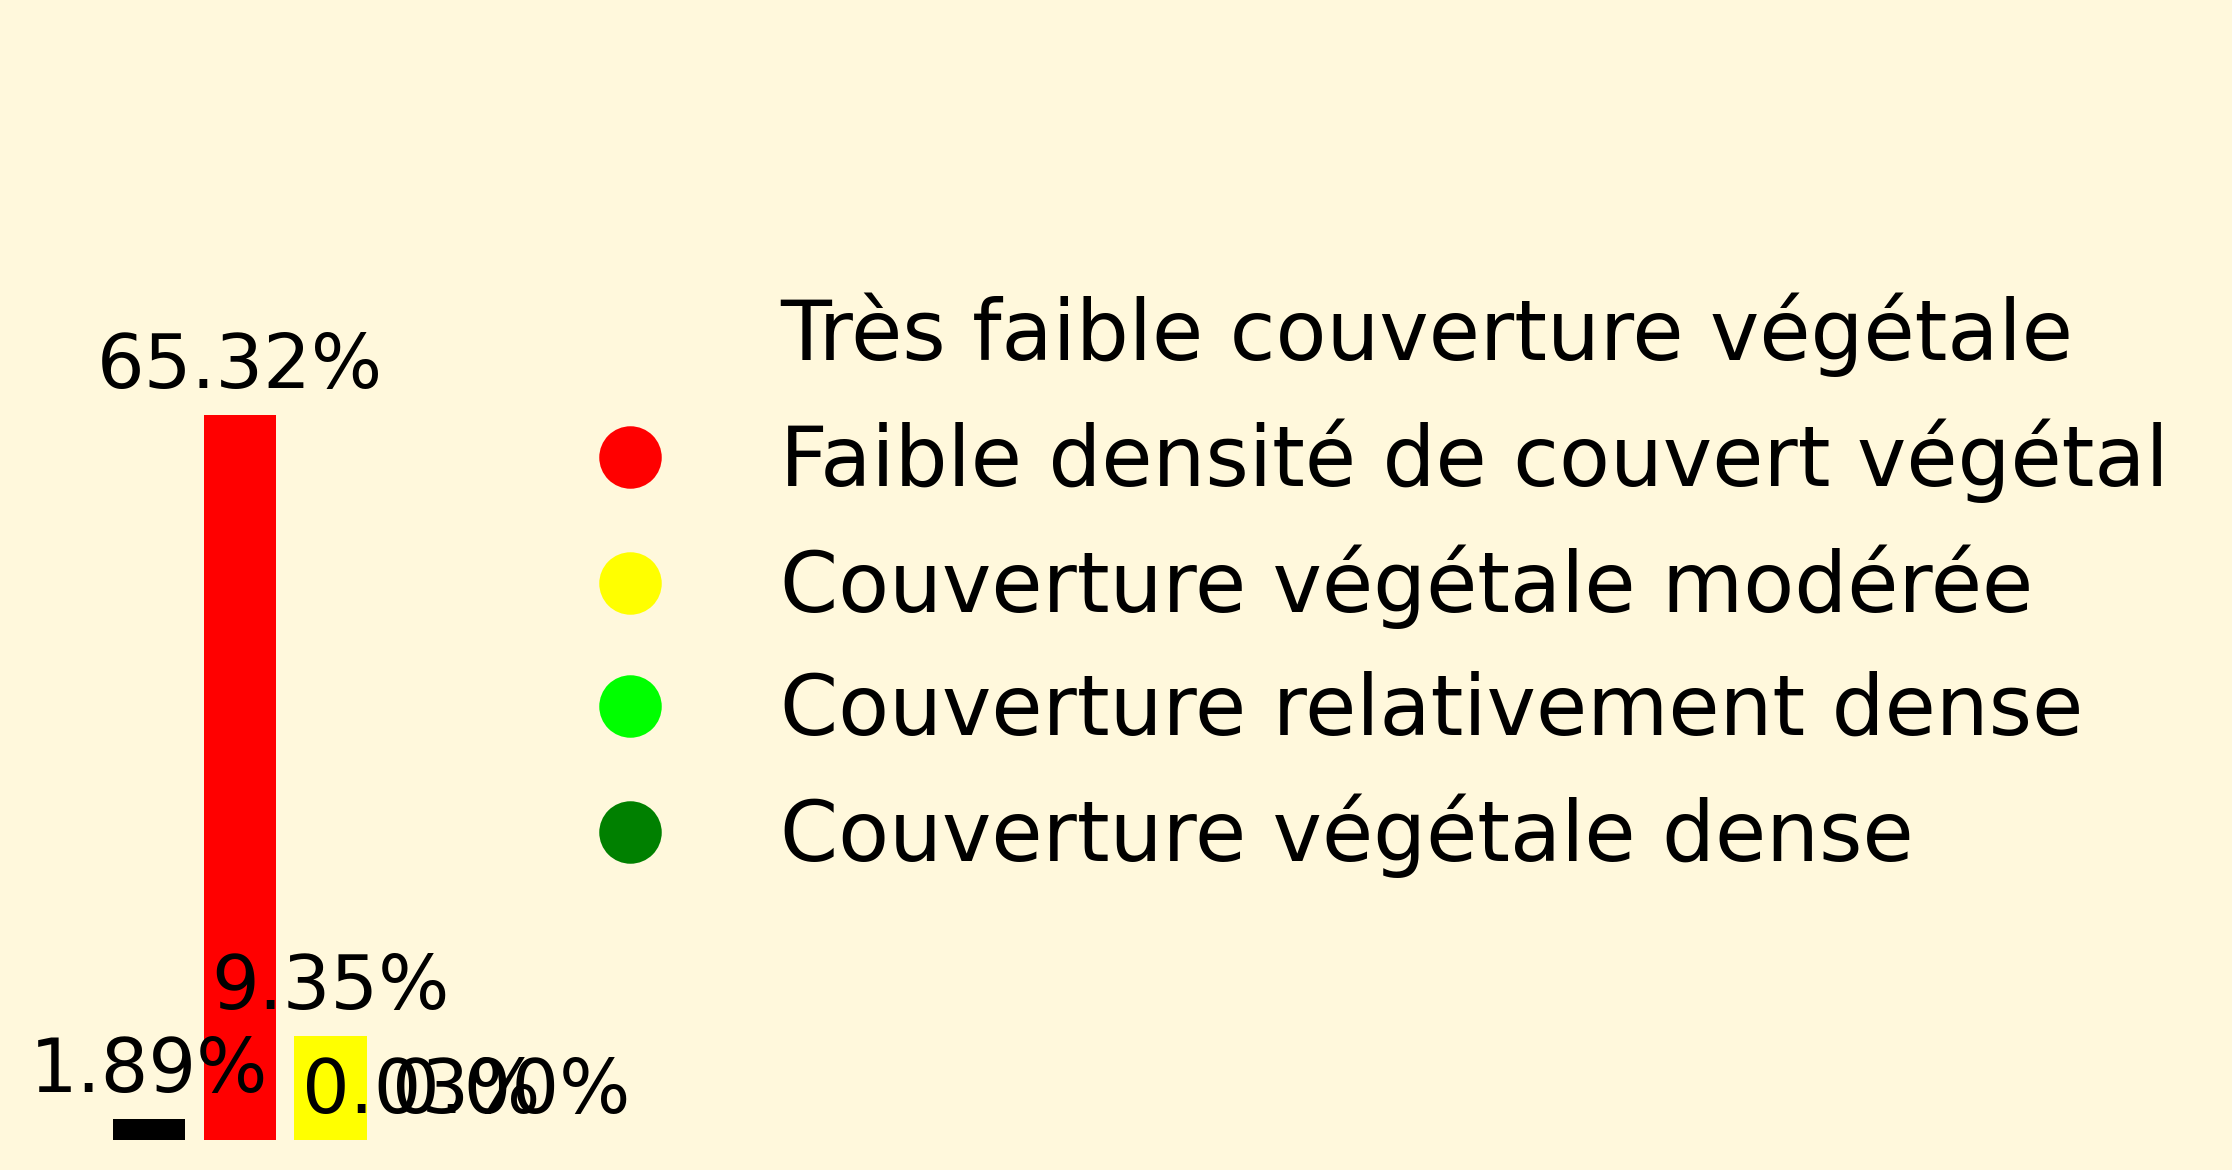 Très faible couverture végétale
65.32%
Faible densité de couvert végétal
Couverture végétale modérée
Couverture relativement dense
Couverture végétale dense
9.35%
1.89%
0.03%
0.00%